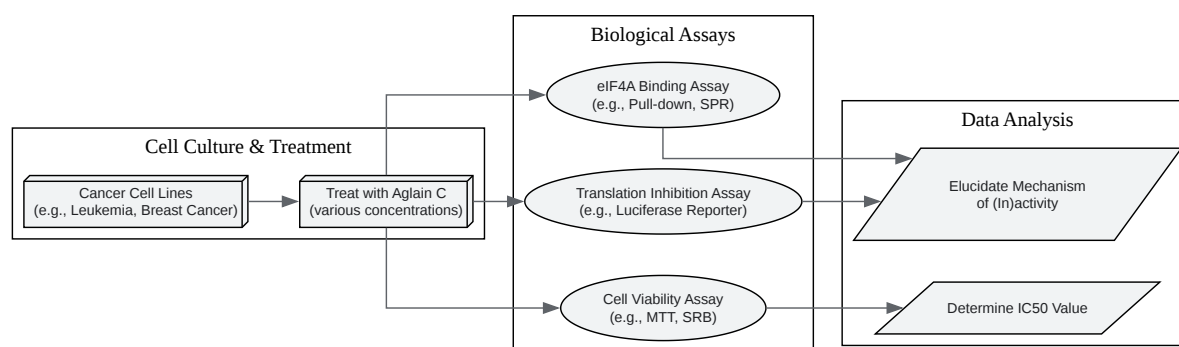 Cell Culture & Treatment
Cancer Cell Lines
(e.g., Leukemia, Breast Cancer)
Treat with Aglain C
(various concentrations)
Biological Assays
eIF4A Binding Assay
(e.g., Pull-down, SPR)
Translation Inhibition Assay
(e.g., Luciferase Reporter)
Cell Viability Assay
(e.g., MTT, SRB)
Data Analysis
Elucidate Mechanism
of (In)activity
Determine IC50 Value